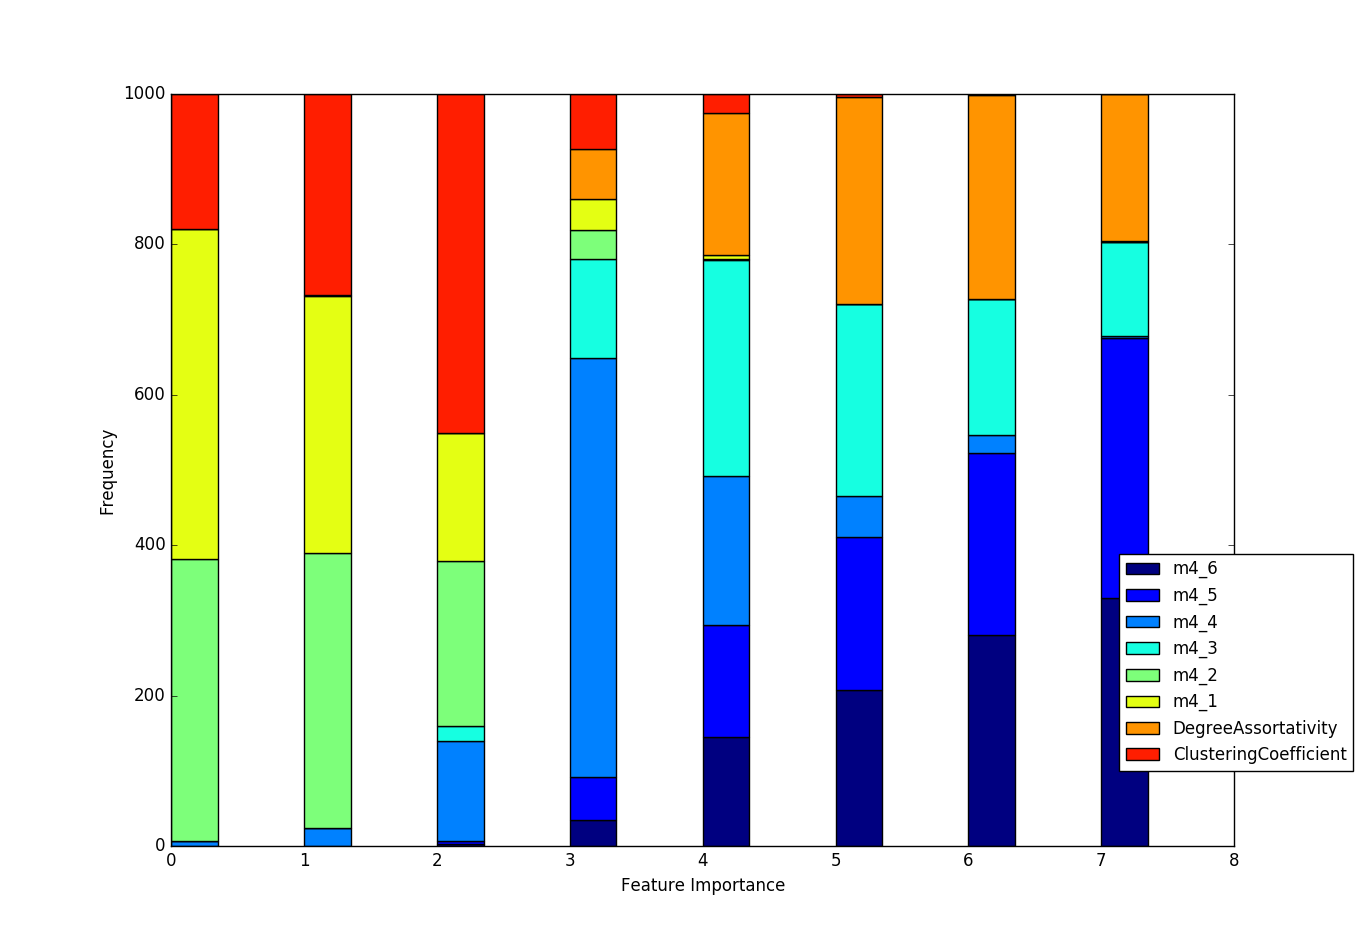 1000
800
600
400
200
0
Frequency
0 1 2 3 4 5 6 7 8
Feature Importance
m4_6
m4_5
m4_4
m4_3
m4_2
m4_1
DegreeAssortativity
ClusteringCoefficient